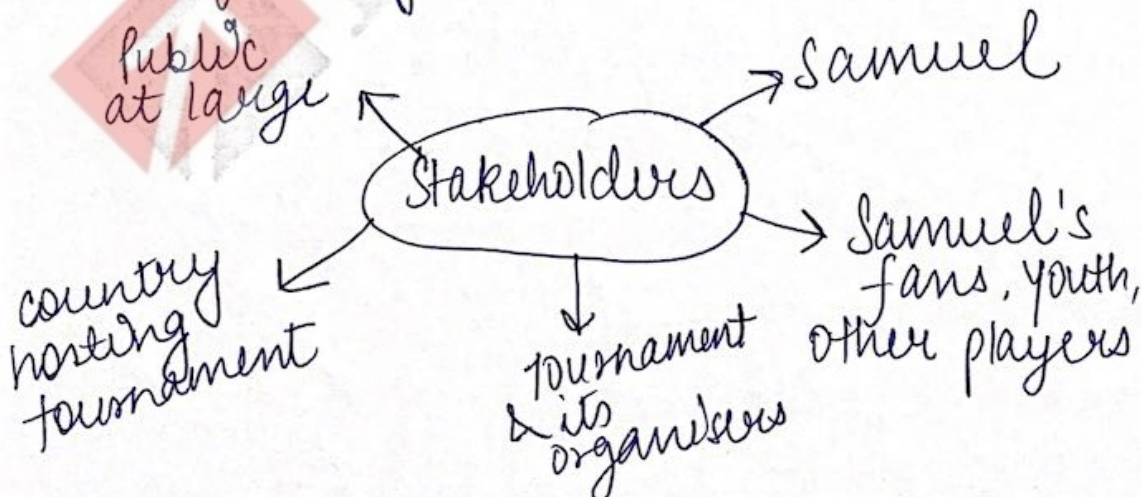 Public
at large
Samuel
Stakeholders
Samuel's
fans, youth,
other players
country
hosting
tournament
tournament
& its
organisers